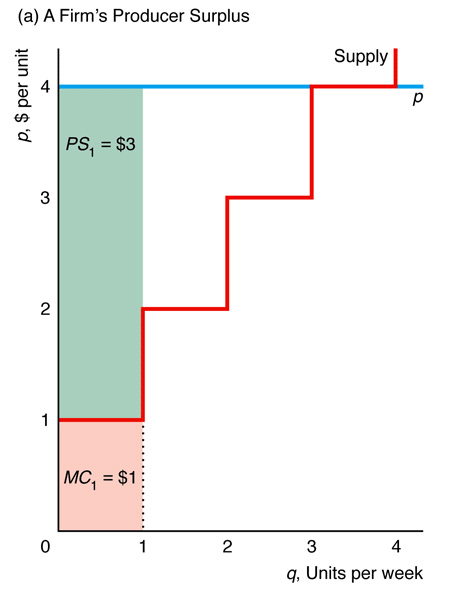 (a) A Firm's Producer Surplus
p, $ per unit
Supply
4
p
PS1 = $3
3
2
1
MC1 = $1
0 1 2 3 4
q, Units per week